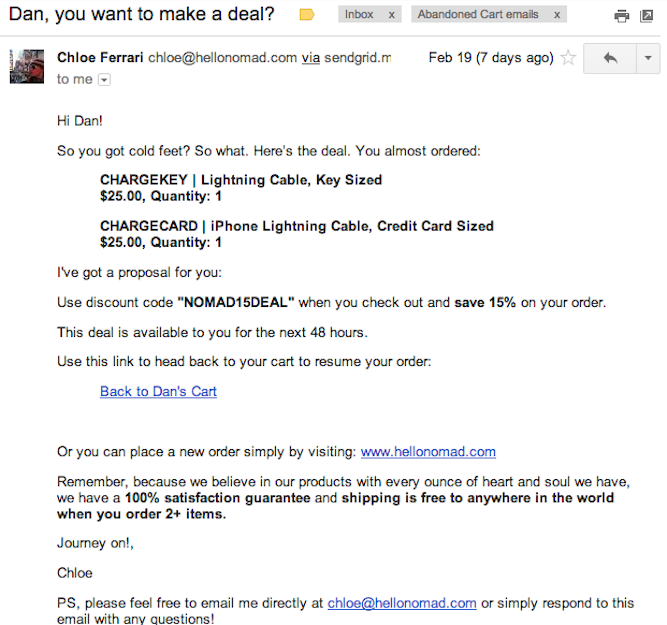 Dan, you want to make a deal?
Inbox x
Abandoned Cart emails x
Chloe Ferrari chloe@hellonomad.com via sendgrid.m
Feb 19 (7 days ago)
to me
Hi Dan!
So you got cold feet? So what. Here's the deal. You almost ordered:
CHARGEKEY | Lightning Cable, Key Sized
$25.00, Quantity: 1
CHARGECARD | iPhone Lightning Cable, Credit Card Sized
$25.00, Quantity: 1
I've got a proposal for you:
Use discount code "NOMAD15DEAL" when you check out and save 15% on your order.
This deal is available to you for the next 48 hours.
Use this link to head back to your cart to resume your order:
Back to Dan's Cart
Or you can place a new order simply by visiting: www.hellonomad.com
Remember, because we believe in our products with every ounce of heart and soul we have,
we have a 100% satisfaction guarantee and shipping is free to anywhere in the world
when you order 2+ items.
Journey on!,
Chloe
PS, please feel free to email me directly at chloe@hellonomad.com or simply respond to this
email with any questions!